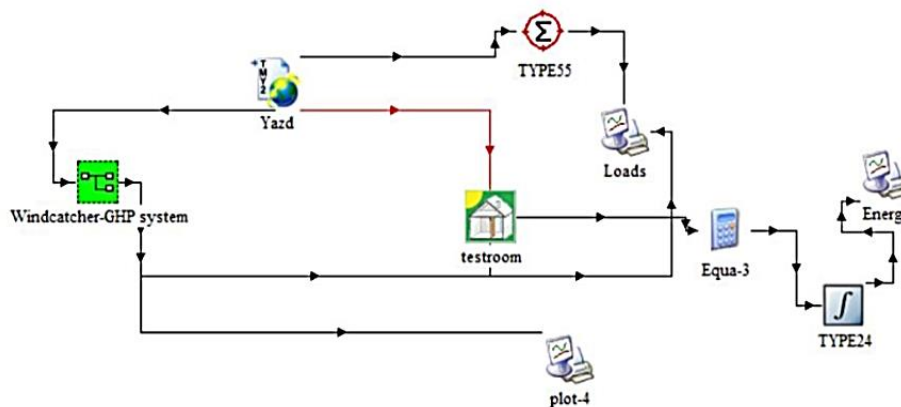 TYPE55
TMY2
Yazd
Loads
Windcatcher-GHP system
testroom
Equa-3
Energ
TYPE24
plot-4